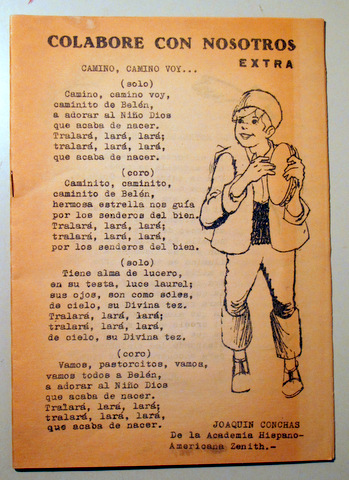 COLABORE CON NOSOTROS
EXTRA
CAMINO, CAMINO VOY...
(solo)
Camino, camino voy,
caminito de Belén,
a adorar al Niño Dios
que acaba de nacer.
Tralará, lará, lará;
tralará, lará, lará,
que acaba de nacer.
(coro)
Caminito, caminito,
caminito de Belén,
hermosa estrella nos guía
por los senderos del bien.
Tralará, lará, lará;
tralará, lará, lará,
por los senderos del bien.
(solo)
Tiene alma de lucero,
en su testa, luce laurel;
sus ojos, son como soles,
de cielo, su Divina tez.
Tralará, lará, lará;
tralará, lará, lará,
de cielo, su Divina tez.
(coro)
Vamos, pastorcitos, vamos,
vamos todos a Belén,
a adorar al Niño Dios
que acaba de nacer.
Tralará, lará, lará;
tralará, lará, lará,
que acaba de nacer.
JOAQUIN CONCHAS
De la Academia Hispano-
Americana Zenith.-